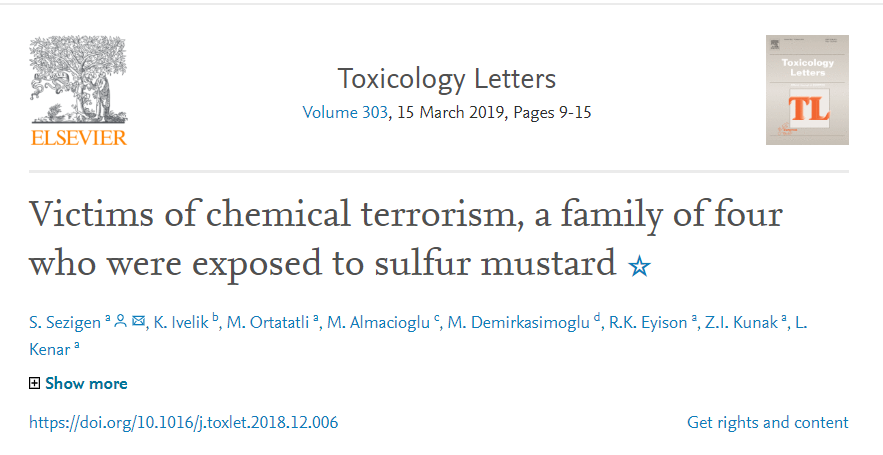 Toxicology Letters
Volume 303, 15 March 2019, Pages 9-15
ELSEVIER
Toxicology
Letters
TL
Victims of chemical terrorism, a family of four
who were exposed to sulfur mustard ☆
S. Sezigen a, K. Ivelik b, M. Ortatatli a, M. Almacioglu c, M. Demirkasimoglu d, R.K. Eyison a, Z.I. Kunak a, L.
Kenar a
Show more
https://doi.org/10.1016/j.toxlet.2018.12.006
Get rights and content